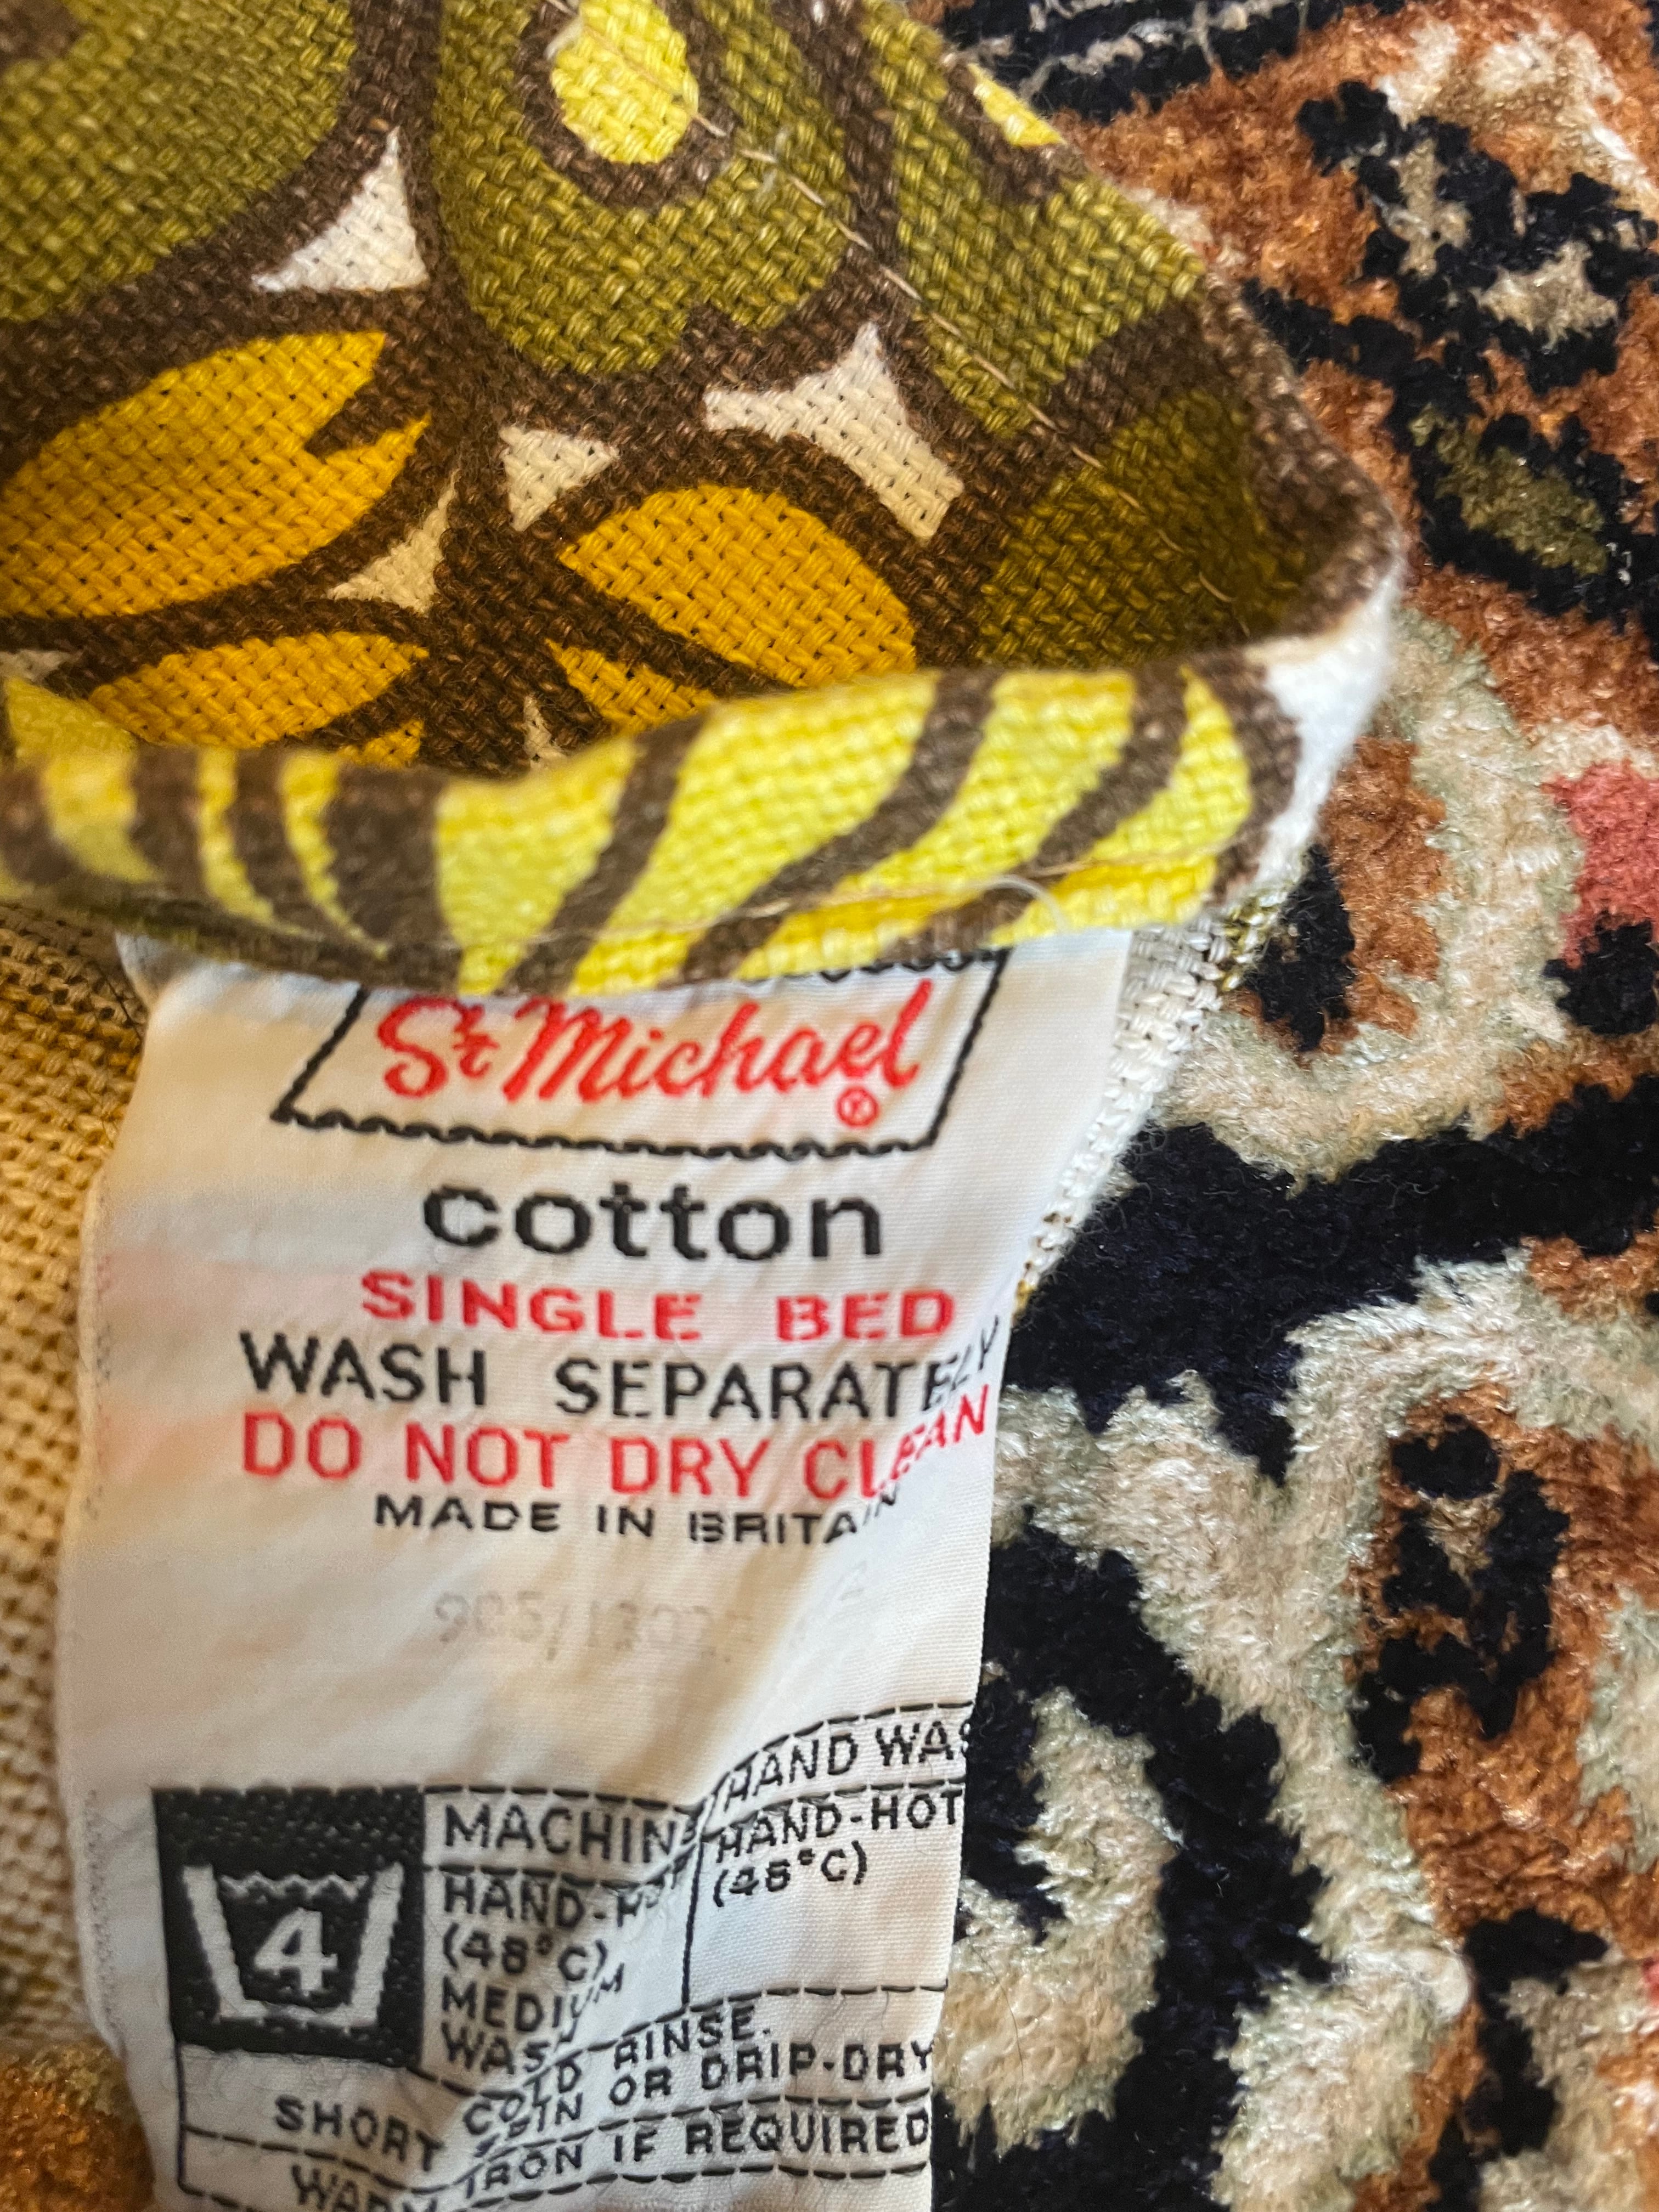 St Michael
®
cotton
SINGLE BED
WASH SEPARATELY
DO NOT DRY CLEAN
MADE IN BRITAIN
MACHINE
HAND WAS
HAND-HOT
(48°C)
MEDIUM
WASH
HAND-HOT
(48°C)
4
COLD RINSE.
SHORT SPIN OR DRIP-DRY
WARM IRON IF REQUIRED